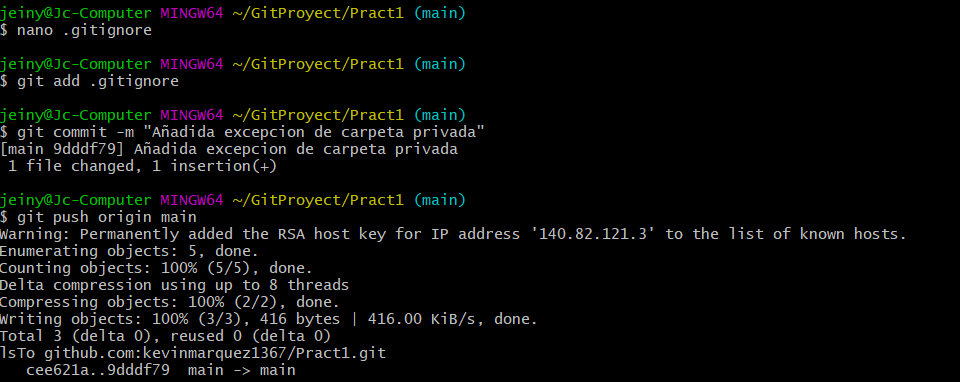 jeiny@Jc-Computer MINGW64 ~/GitProyect/Pract1 (main)
$ nano .gitignore
jeiny@Jc-Computer MINGW64 ~/GitProyect/Pract1 (main)
$ git add .gitignore
jeiny@Jc-Computer MINGW64 ~/GitProyect/Pract1 (main)
$ git commit -m "Añadida excepcion de carpeta privada"
[main 9dddf79] Añadida excepcion de carpeta privada
 1 file changed, 1 insertion(+)
jeiny@Jc-Computer MINGW64 ~/GitProyect/Pract1 (main)
$ git push origin main
Warning: Permanently added the RSA host key for IP address '140.82.121.3' to the list of known hosts.
Enumerating objects: 5, done.
Counting objects: 100% (5/5), done.
Delta compression using up to 8 threads
Compressing objects: 100% (2/2), done.
Writing objects: 100% (3/3), 416 bytes | 416.00 KiB/s, done.
Total 3 (delta 0), reused 0 (delta 0)
lsTo github.com:kevinmarquez1367/Pract1.git
   cee621a..9dddf79  main -> main